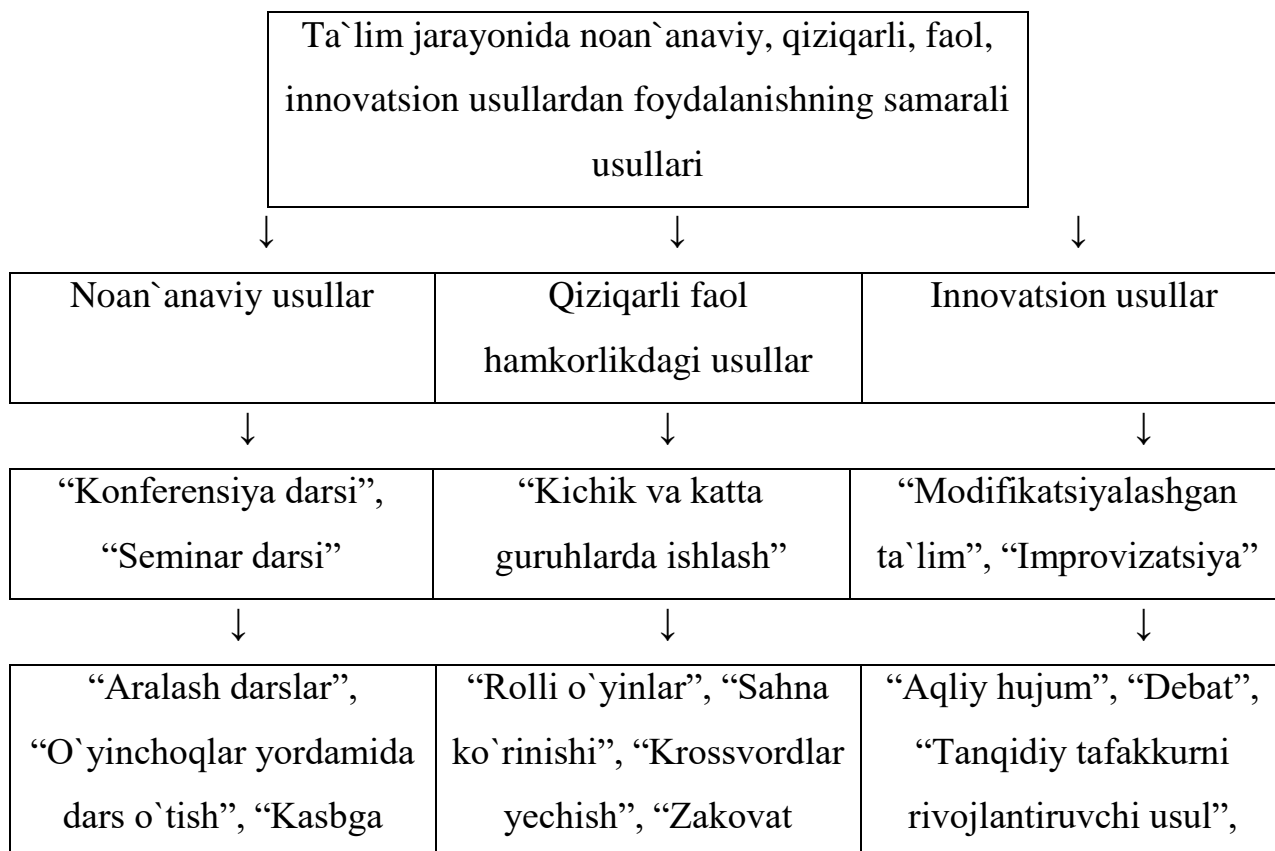 Ta`lim jarayonida noan`anaviy, qiziqarli, faol,
innovatsion usullardan foydalanishning samarali
usullari
↓ ↓ ↓
Noan`anaviy usullar
Qiziqarli faol
hamkorlikdagi usullar
Innovatsion usullar
↓ ↓ ↓
“Konferensiya darsi”,
“Seminar darsi”
“Kichik va katta
guruhlarda ishlash”
“Modifikatsiyalashgan
ta`lim”, “Improvizatsiya”
↓ ↓ ↓
“Aralash darslar”,
“O`yinchoqlar yordamida
dars o`tish”, “Kasbga
“Rolli o`yinlar”, “Sahna
ko`rinishi”, “Krossvordlar
yechish”, “Zakovat
“Aqliy hujum”, “Debat”,
“Tanqidiy tafakkurni
rivojlantiruvchi usul”,